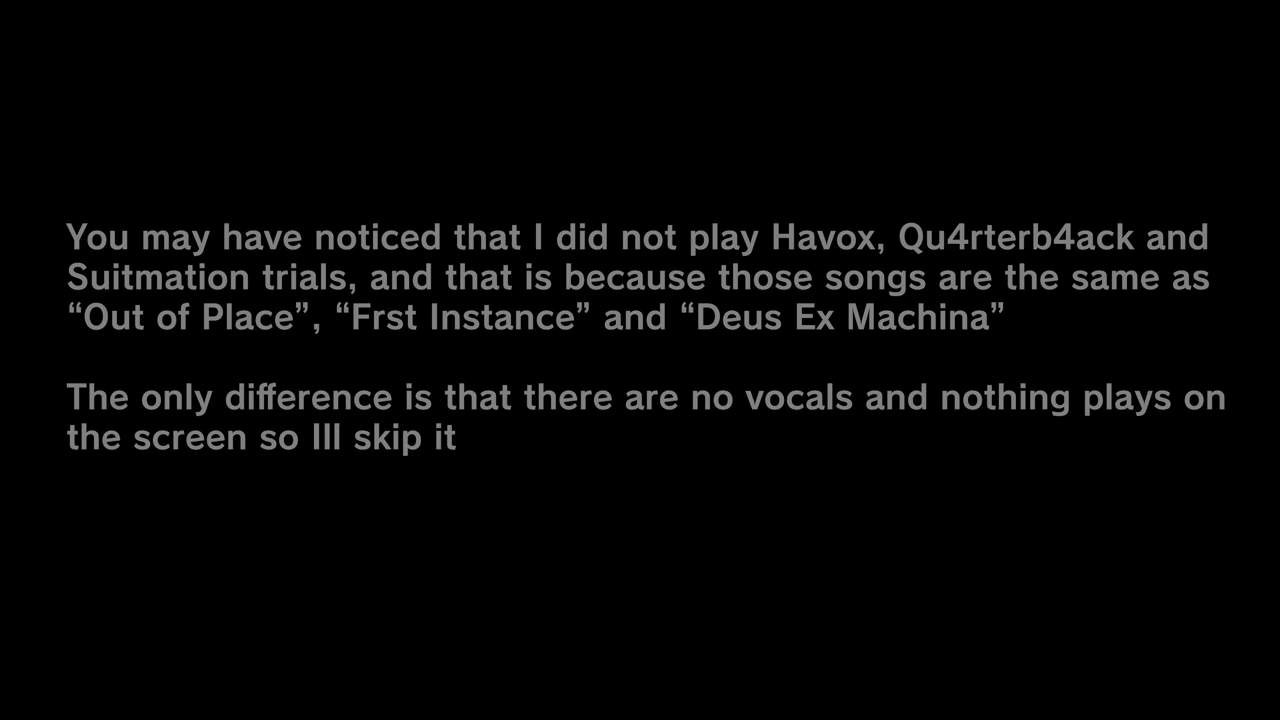 You may have noticed that I did not play Havox, Qu4rterb4ack and
Suitmation trials, and that is because those songs are the same as
“Out of Place”, “Frst Instance” and “Deus Ex Machina”
The only difference is that there are no vocals and nothing plays on
the screen so Ill skip it